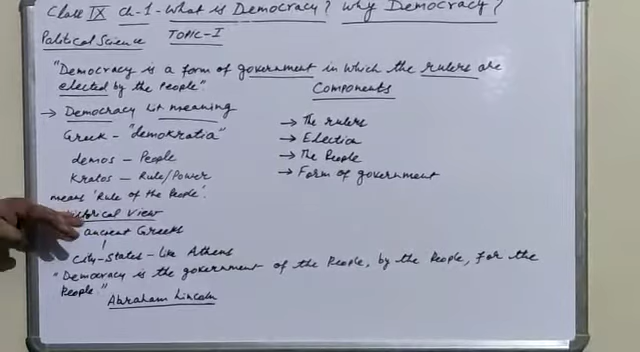 Class IX Ch-1 - What is Democracy? Why Democracy?
Political Science TOPIC-I
"Democracy is a form of government in which the rulers are
elected by the People".
→ Democracy Lit meaning
Greek - "demokratia"
demos - People
Kratos - Rule/Power
means 'Rule of the People'.
Historical View
ancient Greeks
City-States - like Athens
"Democracy is the government of the People, by the People, for the
People."
Abraham Lincoln
Components
→ The rulers
→ Election
→ The People
→ Form of government